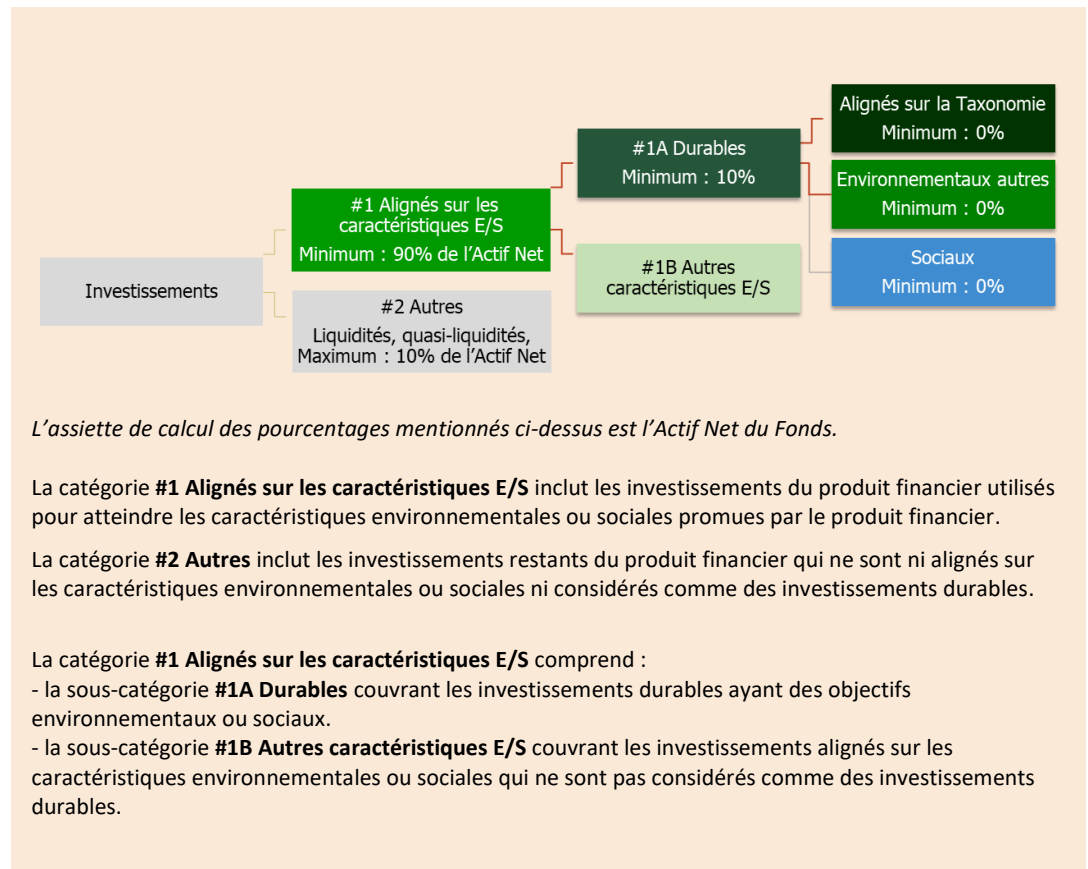 Investissements
#1 Alignés sur les
caractéristiques E/S
Minimum : 90% de l’Actif Net
#2 Autres
Liquidités, quasi-liquidités,
Maximum : 10% de l’Actif Net
#1A Durables
Minimum : 10%
#1B Autres
caractéristiques E/S
Alignés sur la Taxonomie
Minimum : 0%
Environnementaux autres
Minimum : 0%
Sociaux
Minimum : 0%
L’assiette de calcul des pourcentages mentionnés ci-dessus est l’Actif Net du Fonds.
La catégorie #1 Alignés sur les caractéristiques E/S inclut les investissements du produit financier utilisés
pour atteindre les caractéristiques environnementales ou sociales promues par le produit financier.
La catégorie #2 Autres inclut les investissements restants du produit financier qui ne sont ni alignés sur
les caractéristiques environnementales ou sociales ni considérés comme des investissements durables.
La catégorie #1 Alignés sur les caractéristiques E/S comprend :
- la sous-catégorie #1A Durables couvrant les investissements durables ayant des objectifs
environnementaux ou sociaux.
- la sous-catégorie #1B Autres caractéristiques E/S couvrant les investissements alignés sur les
caractéristiques environnementales ou sociales qui ne sont pas considérés comme des investissements
durables.